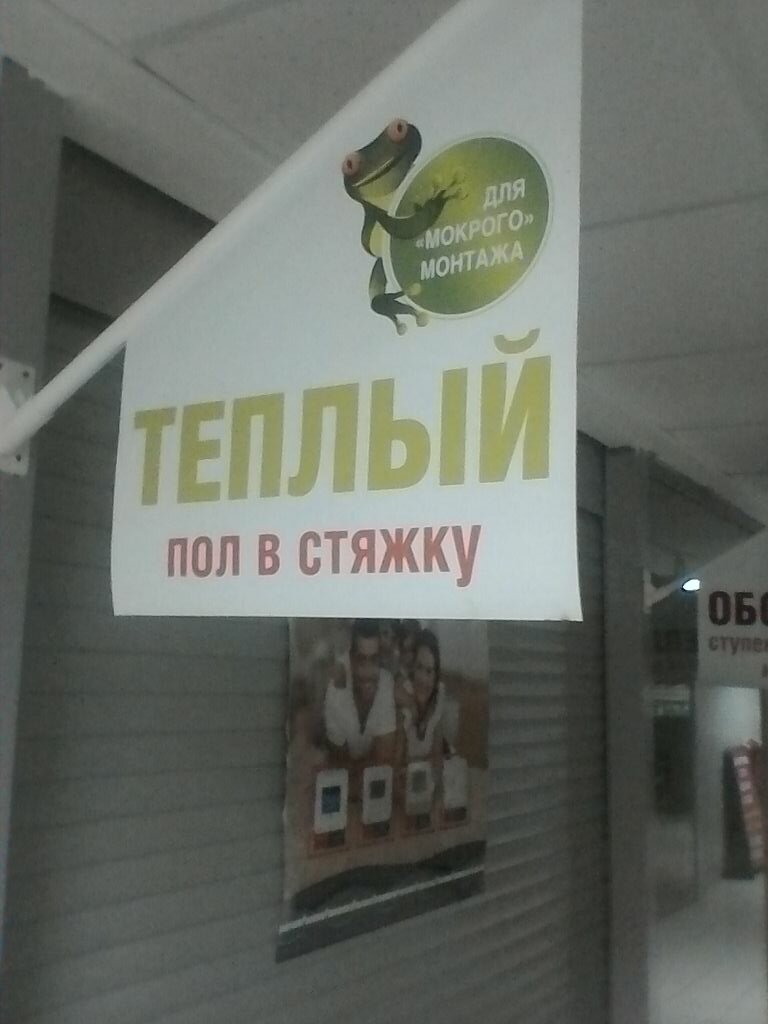 ДЛЯ
«МОКРОГО»
МОНТАЖА
ТЕПЛЫЙ
ПОЛ В СТЯЖКУ